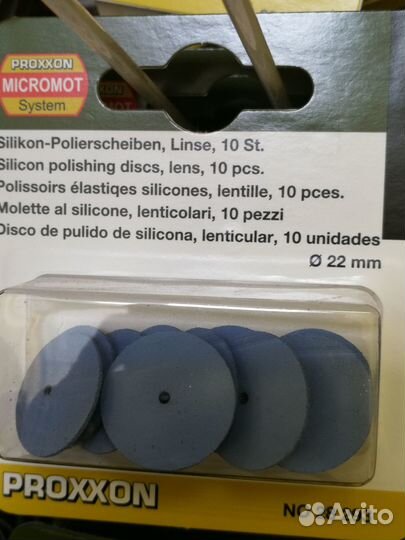 PROXXON
MICROMOT
System
Silikon-Polierscheiben, Linse, 10 St.
Silicon polishing discs, lens, 10 pcs.
Polissoirs élastiqes silicones, lentille, 10 pces.
Molette al silicone, lenticolari, 10 pezzi
Disco de pulido de silicona, lenticular, 10 unidades
Ø 22 mm
PROXXON
NO
Avito